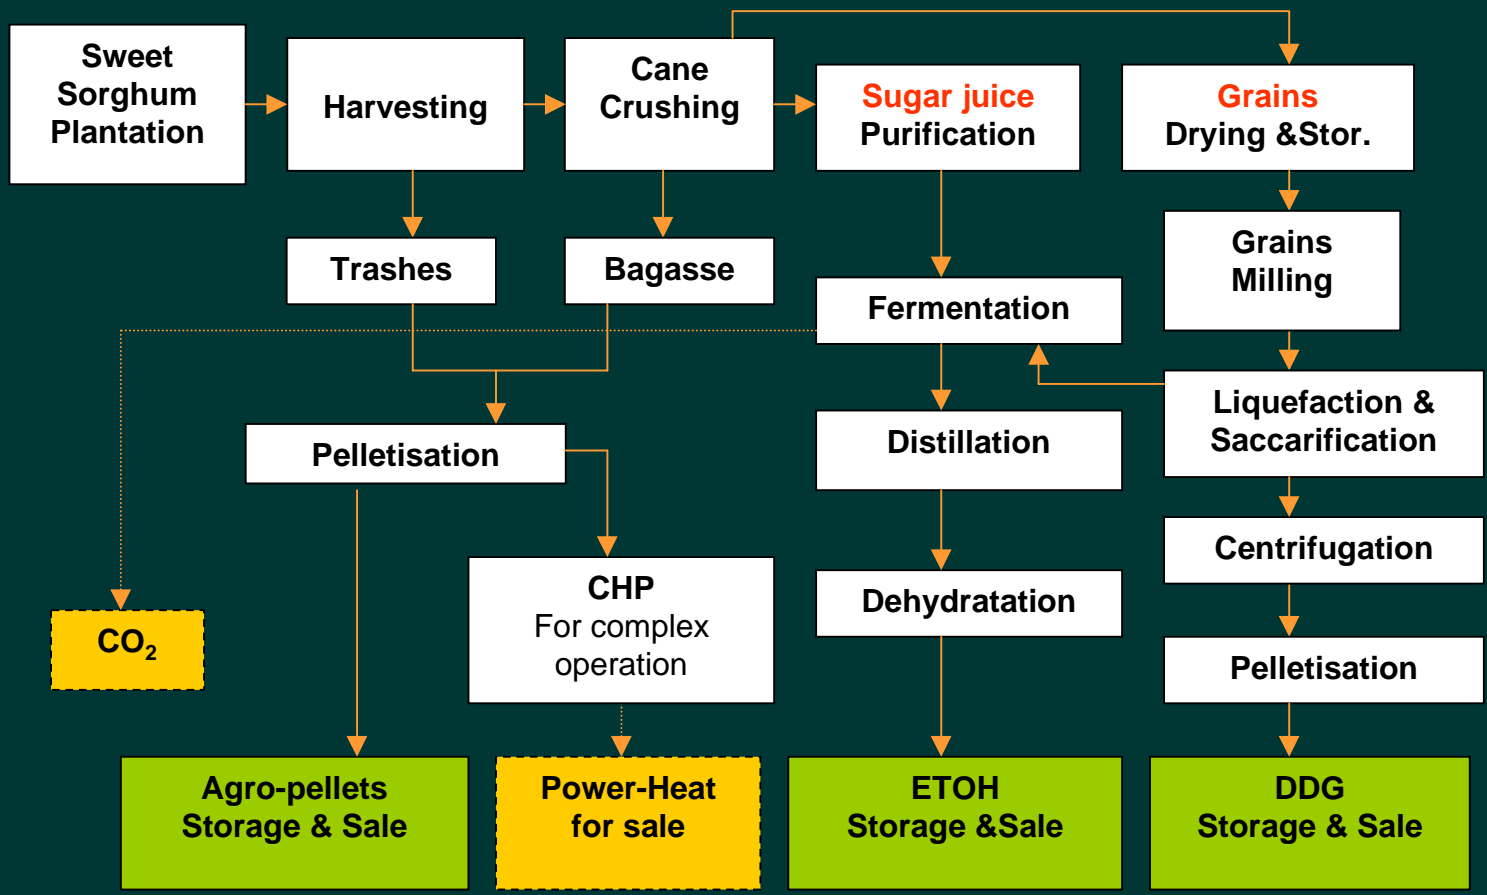 Sweet
Sorghum
Plantation
Harvesting
Cane
Crushing
Sugar juice
Purification
Grains
Drying &Stor.
Trashes
Bagasse
Fermentation
Grains
Milling
Liquefaction &
Saccarification
Pelletisation
Distillation
Centrifugation
CHP
For complex
operation
Dehydratation
CO₂
Pelletisation
Agro-pellets
Storage & Sale
Power-Heat
for sale
ETOH
Storage &Sale
DDG
Storage & Sale